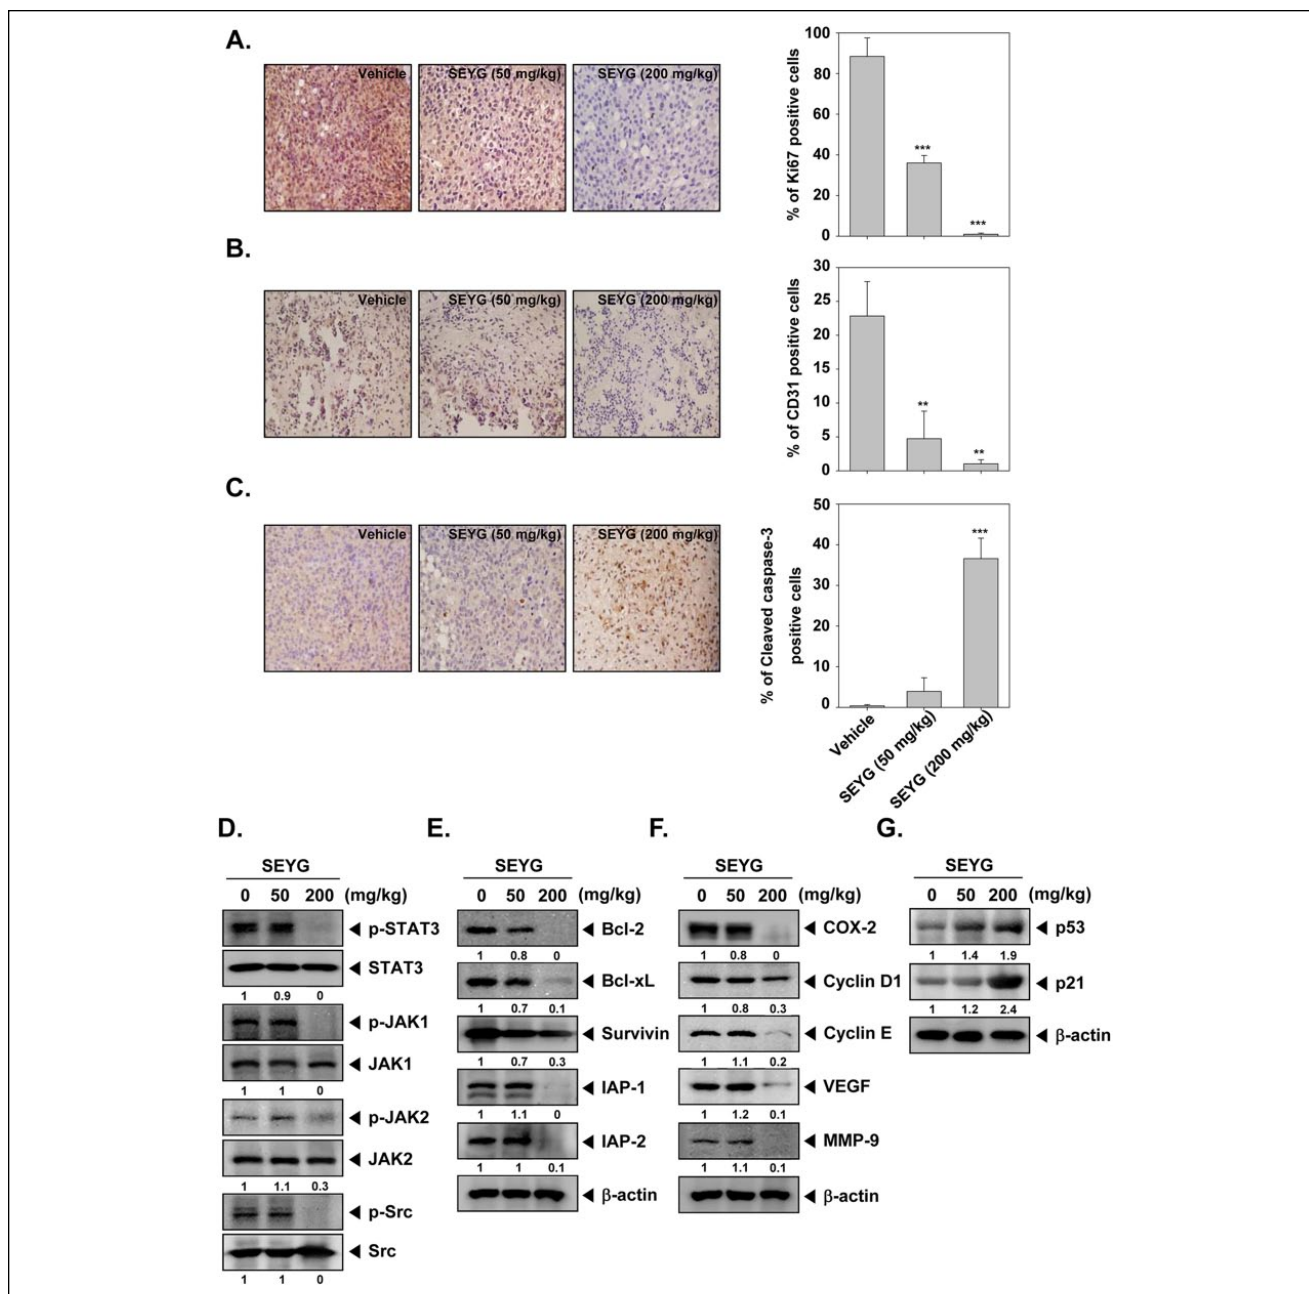 A.
Vehicle
SEYG (50 mg/kg)
SEYG (200 mg/kg)
% of Ki67 positive cells
100
80
60
40
20
0
***
***
B.
Vehicle
SEYG (50 mg/kg)
SEYG (200 mg/kg)
% of CD31 positive cells
30
25
20
15
10
5
0
**
**
C.
Vehicle
SEYG (50 mg/kg)
SEYG (200 mg/kg)
% of Cleaved caspase-3
positive cells
50
40
30
20
10
0
***
Vehicle
SEYG (50 mg/kg)
SEYG (200 mg/kg)
D.
SEYG
0 50 200 (mg/kg)
p-STAT3
STAT3
1 0.9 0
p-JAK1
JAK1
1 1 0
p-JAK2
JAK2
1 1.1 0.3
p-Src
Src
1 1 0
E.
SEYG
0 50 200 (mg/kg)
Bcl-2
1 0.8 0
Bcl-xL
1 0.7 0.1
Survivin
1 0.7 0.3
IAP-1
1 1.1 0
IAP-2
1 1 0.1
β-actin
F.
SEYG
0 50 200 (mg/kg)
COX-2
1 0.8 0
Cyclin D1
1 0.8 0.3
Cyclin E
1 1.1 0.2
VEGF
1 1.2 0.1
MMP-9
1 1.1 0.1
β-actin
G.
SEYG
0 50 200 (mg/kg)
p53
1 1.4 1.9
p21
1 1.2 2.4
β-actin